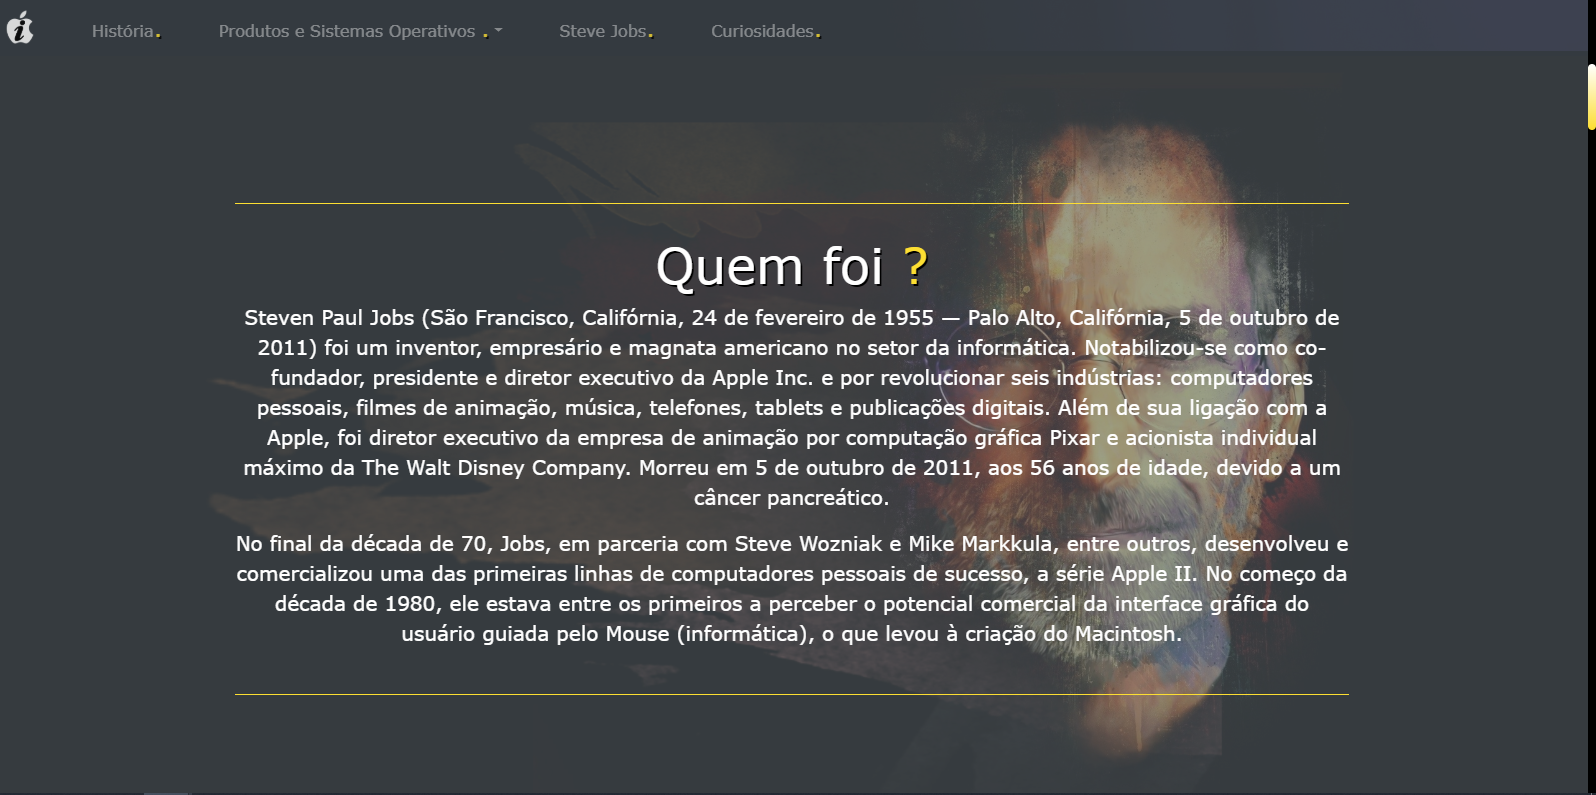 História.
Produtos e Sistemas Operativos .
Steve Jobs.
Curiosidades.
Quem foi ?
Steven Paul Jobs (São Francisco, Califórnia, 24 de fevereiro de 1955 — Palo Alto, Califórnia, 5 de outubro de
2011) foi um inventor, empresário e magnata americano no setor da informática. Notabilizou-se como co-
fundador, presidente e diretor executivo da Apple Inc. e por revolucionar seis indústrias: computadores
pessoais, filmes de animação, música, telefones, tablets e publicações digitais. Além de sua ligação com a
Apple, foi diretor executivo da empresa de animação por computação gráfica Pixar e acionista individual
máximo da The Walt Disney Company. Morreu em 5 de outubro de 2011, aos 56 anos de idade, devido a um
câncer pancreático.
No final da década de 70, Jobs, em parceria com Steve Wozniak e Mike Markkula, entre outros, desenvolveu e
comercializou uma das primeiras linhas de computadores pessoais de sucesso, a série Apple II. No começo da
década de 1980, ele estava entre os primeiros a perceber o potencial comercial da interface gráfica do
usuário guiada pelo Mouse (informática), o que levou à criação do Macintosh.